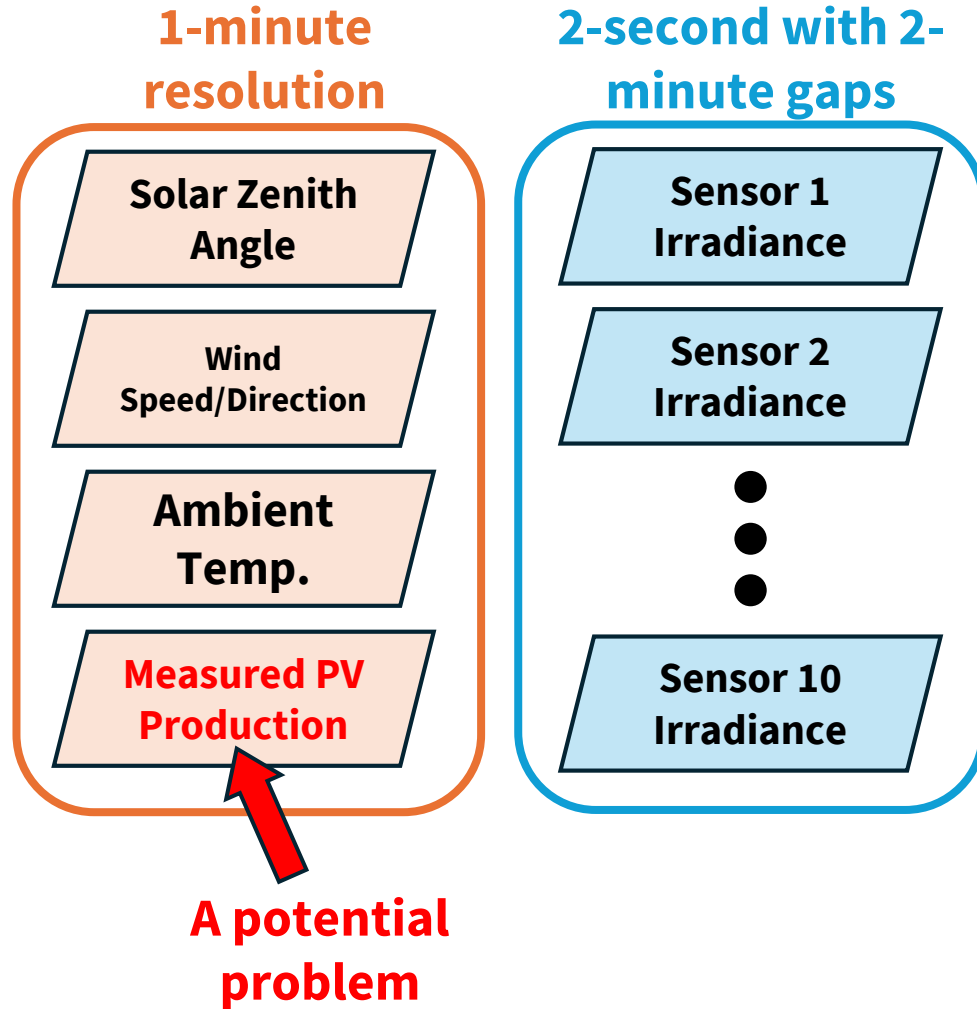 1-minute
resolution
Solar Zenith
Angle
Wind
Speed/Direction
Ambient
Temp.
Measured PV
Production
A potential
problem
2-second with 2-
minute gaps
Sensor 1
Irradiance
Sensor 2
Irradiance
Sensor 10
Irradiance